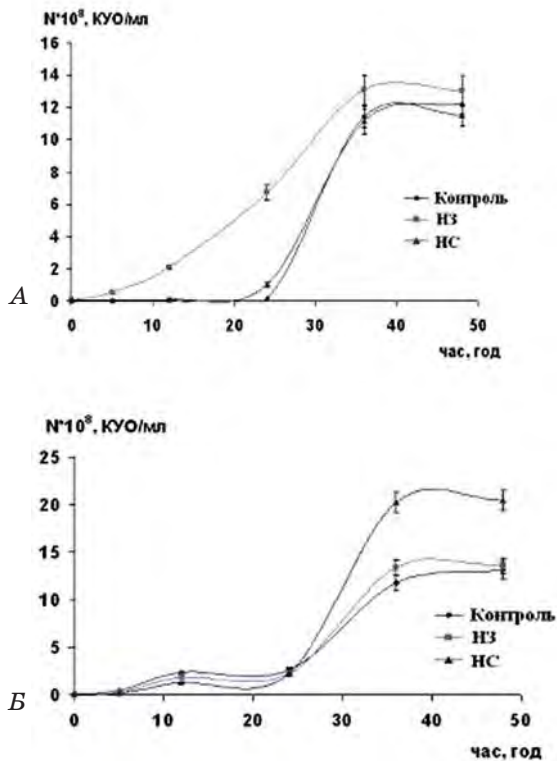 N*10⁸, КУО/мл
16
14
12
10
8
6
4
2
0
А
0 10 20 30 40 50
час, год
Контроль
НЗ
НС
N*10⁸, КУО/мл
25
20
15
10
5
0
Б
0 10 20 30 40 50
час, год
Контроль
НЗ
НС